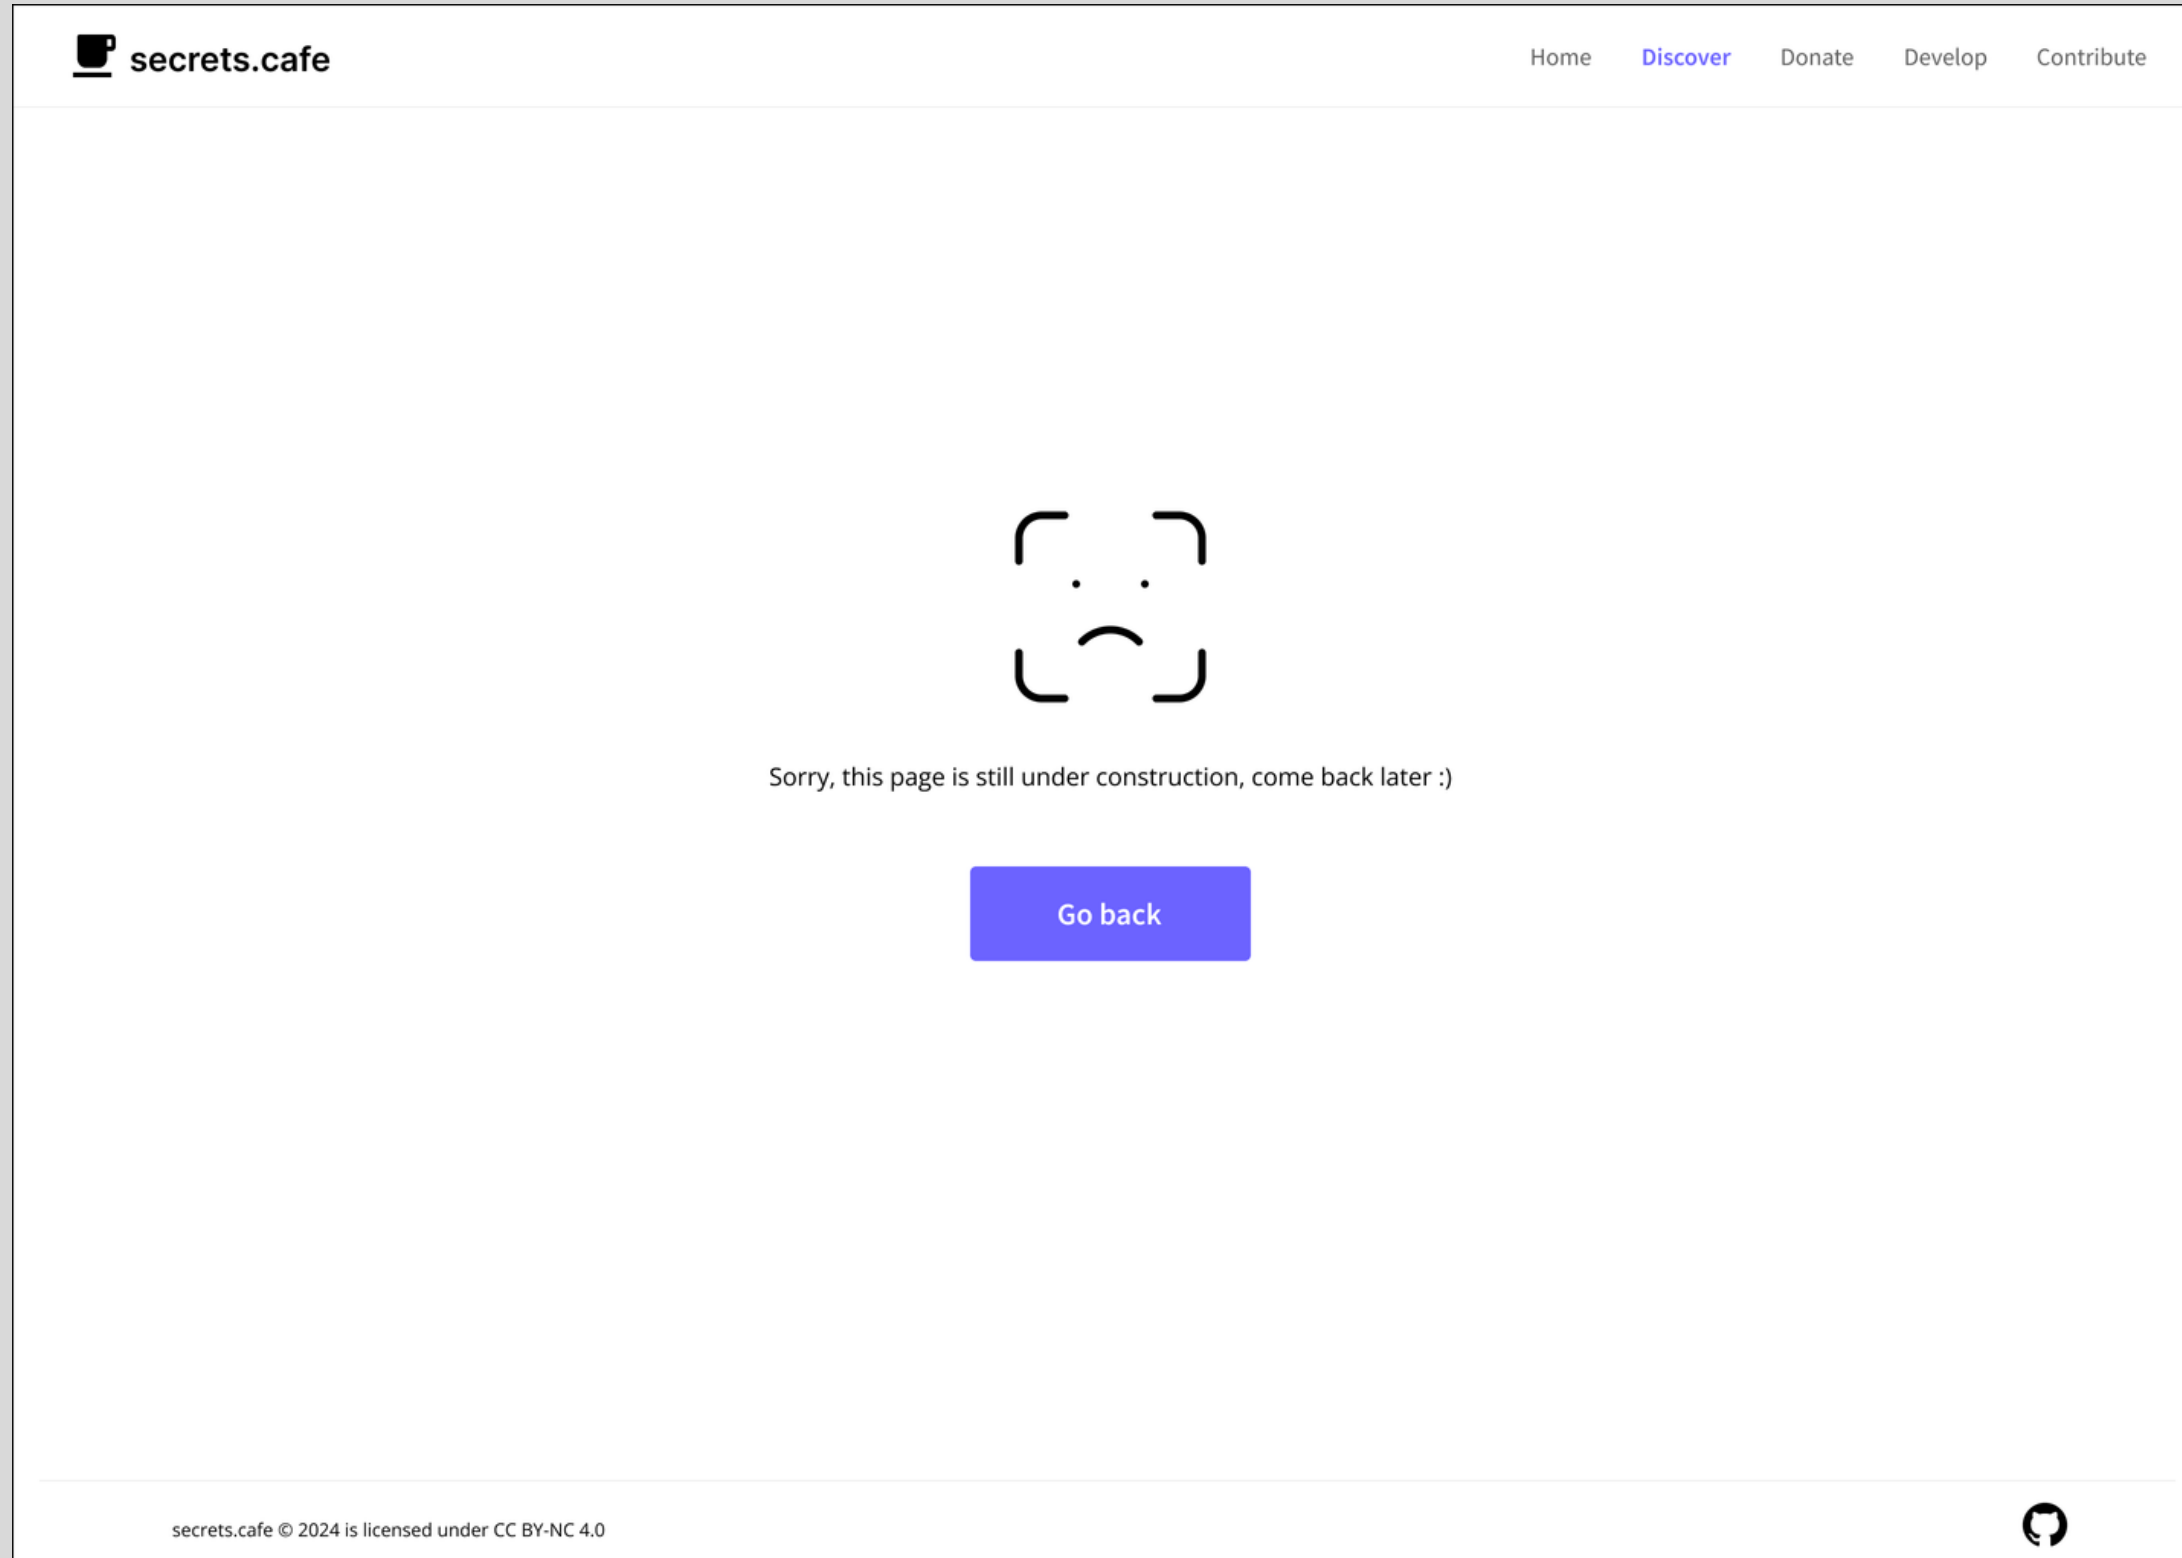 secrets.cafe
Home Discover Donate Develop Contribute
Sorry, this page is still under construction, come back later :)
Go back
secrets.cafe © 2024 is licensed under CC BY-NC 4.0